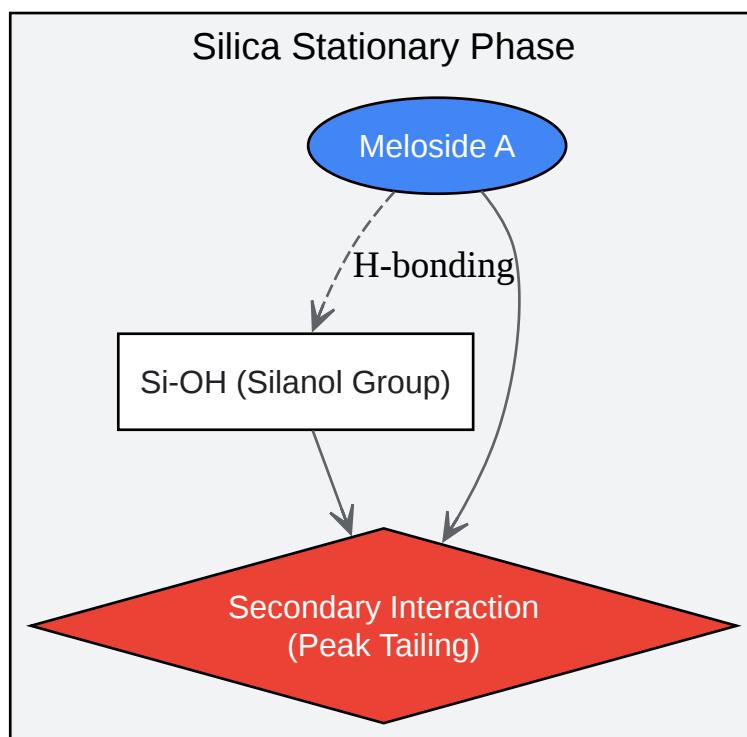 Silica Stationary Phase
Meloside A
H-bonding
Si-OH (Silanol Group)
Secondary Interaction
(Peak Tailing)